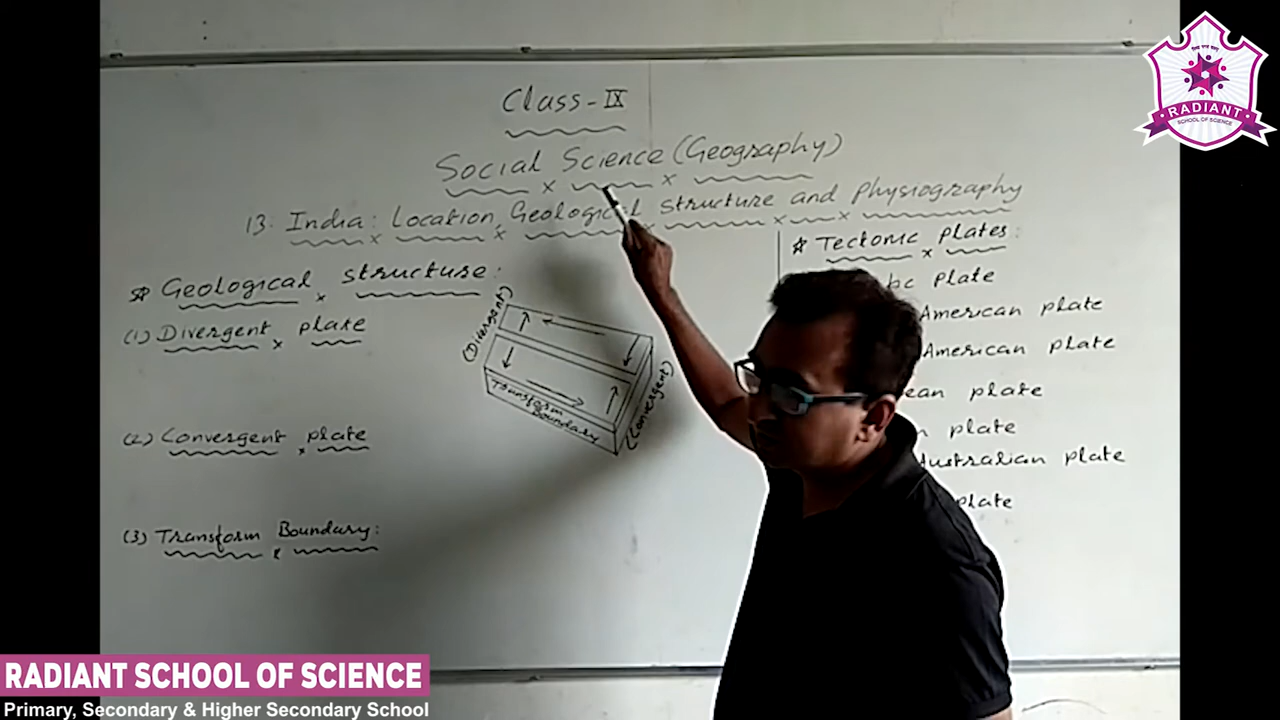 Class-IX
Social Science (Geography)
13. India: Location, Geological structure and physiography
Geological structure:
(1) Divergent plate
(2) Convergent plate
(3) Transform Boundary:
(Divergent)
Transform Boundary
(Convergent)
Tectonic plates:
plate
American plate
American plate
plate
plate
Australian plate
plate
RADIANT
SCHOOL OF SCIENCE
RADIANT SCHOOL OF SCIENCE
Primary, Secondary & Higher Secondary School